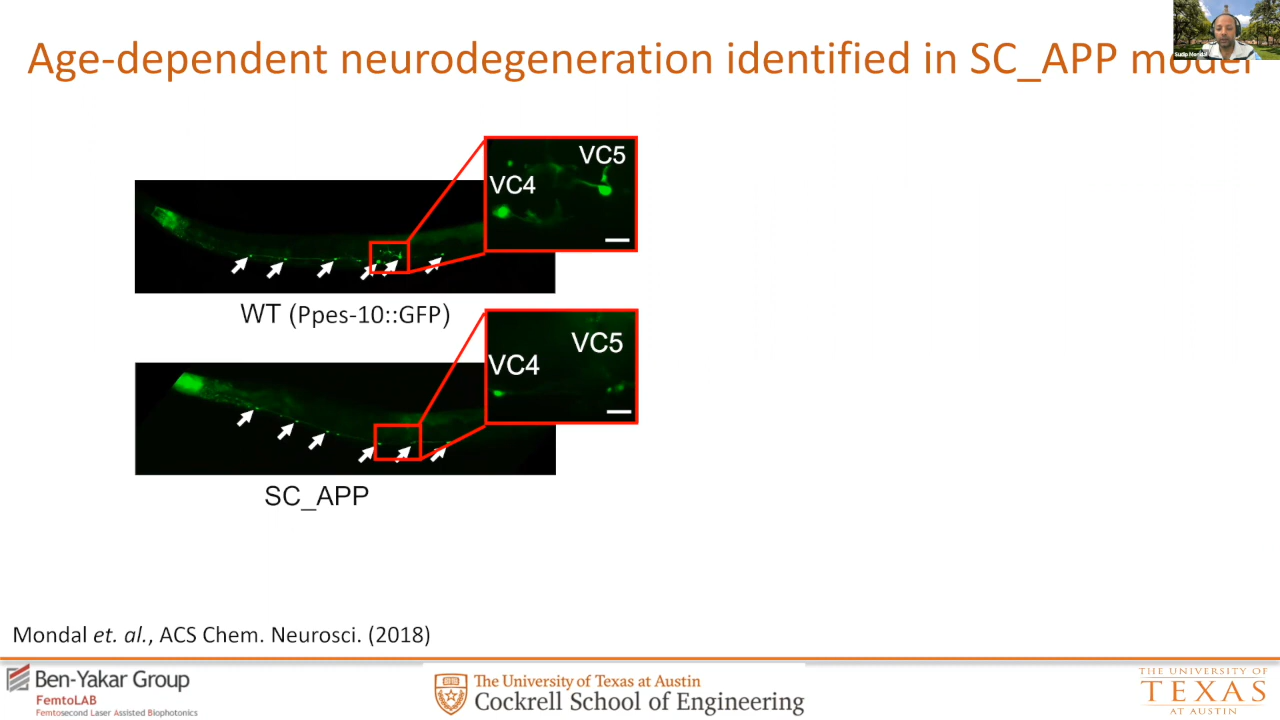 Age-dependent neurodegeneration identified in SC_APP model
Sudip Mondal
VC5
VC4
WT (Ppes-10::GFP)
VC5
VC4
SC_APP
Mondal et. al., ACS Chem. Neurosci. (2018)
Ben-Yakar Group
FemtoLAB
Femtosecond Laser Assisted Biophotonics
The University of Texas at Austin
Cockrell School of Engineering
THE UNIVERSITY OF
TEXAS
AT AUSTIN